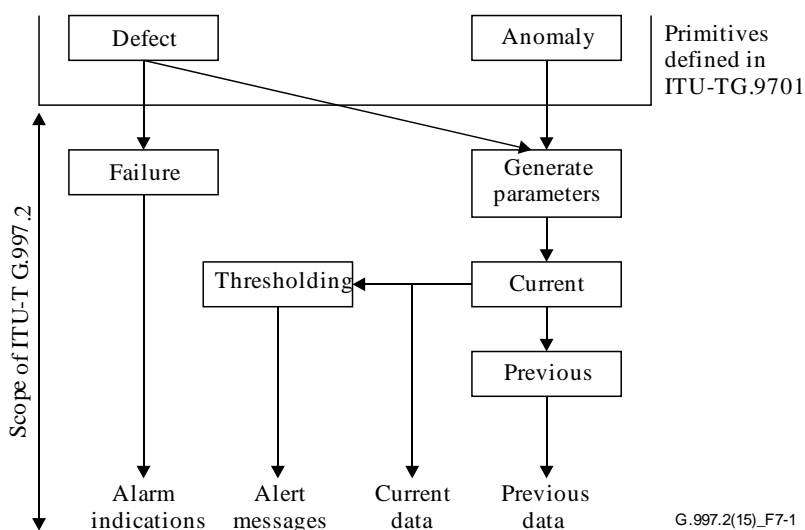 Defect
Anomaly
Primitives
defined in
ITU-TG.9701
Failure
Generate
parameters
Scope of ITU-T G.997.2
Thresholding
Current
Previous
Alarm
indications
Alert
messages
Current
data
Previous
data
G.997.2(15)_F7-1